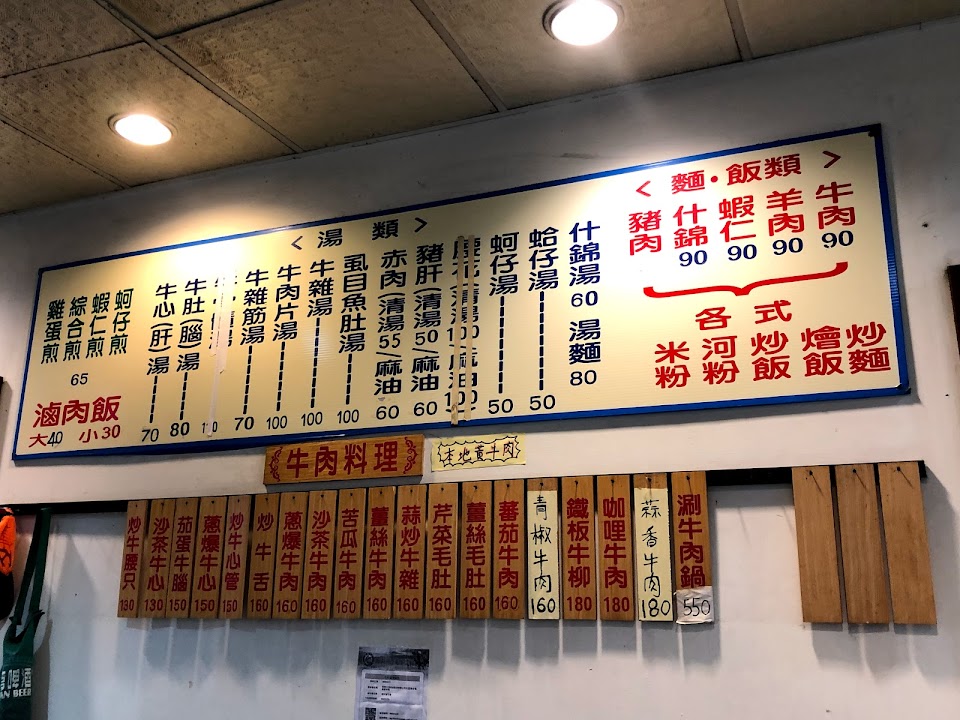 <麵·飯類>
牛肉 90
羊肉 90
蝦仁 90
什錦 90
豬肉
各式
炒麵
燴飯
炒飯
河粉
米粉
<湯類>
什錦湯60 湯麵80
蛤仔湯 50
蚵仔湯 50
豬肝(清湯50/麻油 60
赤肉(清湯55/麻油 60
虱目魚肚湯 100
牛雜湯 100
牛肉片湯 100
牛雜筋湯 70
牛肚(腦)湯 80
牛心(肝)湯 70
蚵仔煎
蝦仁煎
綜合煎
雞蛋煎
65
滷肉飯
大40 小30
牛肉料理
本地黃牛肉
涮牛肉鍋 550
蒜香牛肉 180
咖哩牛肉 180
鐵板牛柳 180
青椒牛肉 160
蕃茄牛肉 160
薑絲毛肚 160
芹菜毛肚 160
蒜炒牛雜 160
薑絲牛肉 160
苦瓜牛肉 160
沙茶牛肉 160
蔥爆牛肉 160
炒牛舌 160
炒牛心管 150
蔥爆牛心 150
茄蛋牛腦 150
沙茶牛心 130
炒牛腰只 130